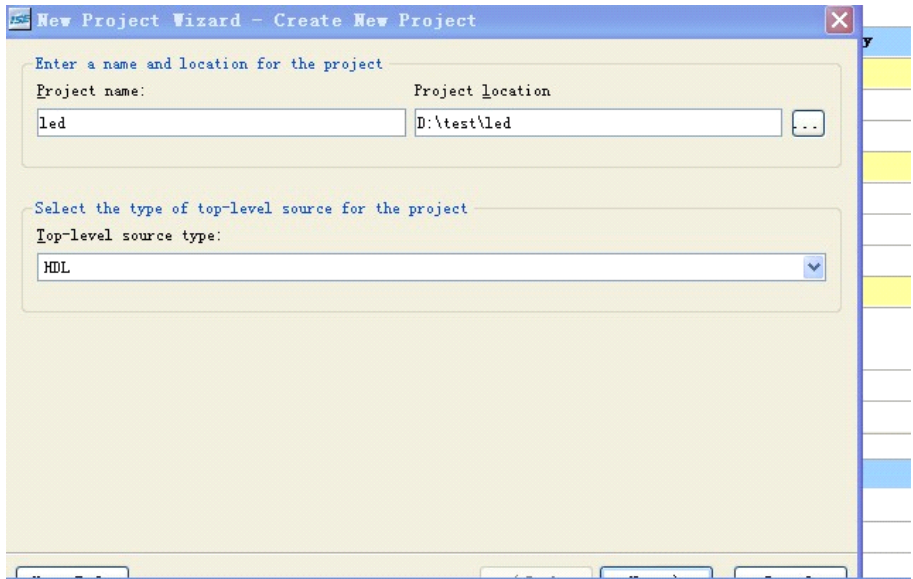 ISE New Project Wizard - Create New Project
Enter a name and location for the project
Project name:
Project location
led
D:\test\led
...
Select the type of top-level source for the project
Top-level source type:
HDL